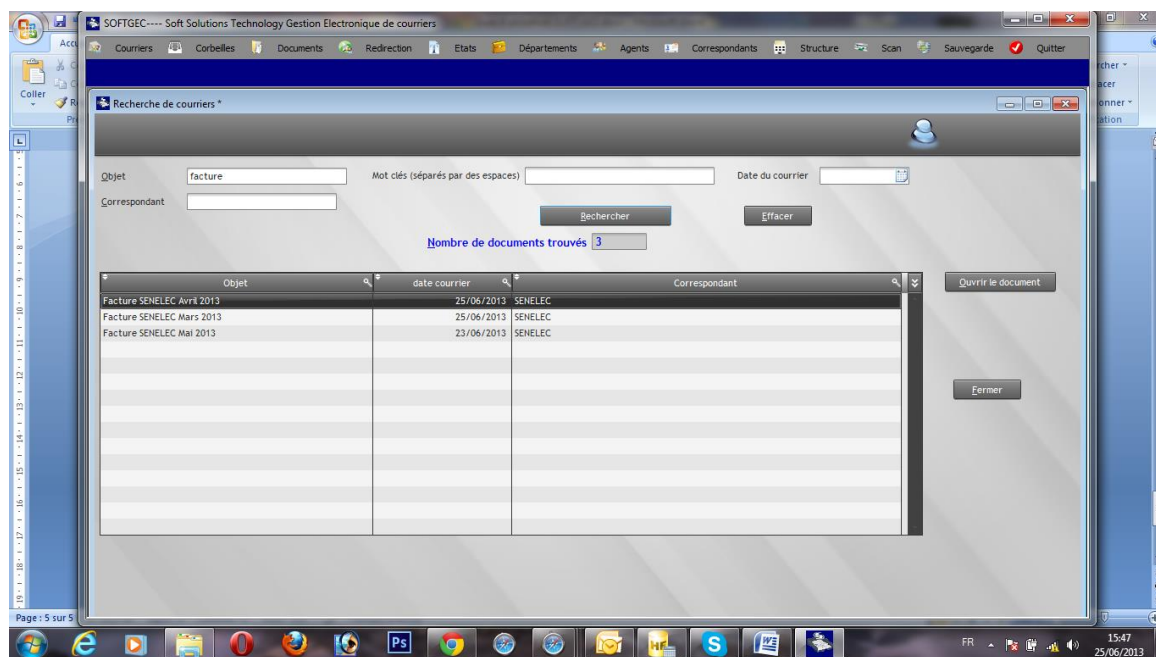 SOFTGEC---- Soft Solutions Technology Gestion Electronique de courriers
Accu
Courriers Corbeilles Documents Redirection Etats Départements Agents Correspondants Structure Scan Sauvegarde Quitter
Coller
Recherche de courriers *
Objet facture Mot clés (séparés par des espaces) Date du courrier
Correspondant
Rechercher Effacer
Nombre de documents trouvés 3
Objet date courrier Correspondant
Ouvrir le document
Facture SENELEC Avril 2013 25/06/2013 SENELEC
Facture SENELEC Mars 2013 25/06/2013 SENELEC
Facture SENELEC Mai 2013 23/06/2013 SENELEC
Fermer
Page : 5 sur 5
Ps
HF
S
W
FR
15:47
25/06/2013